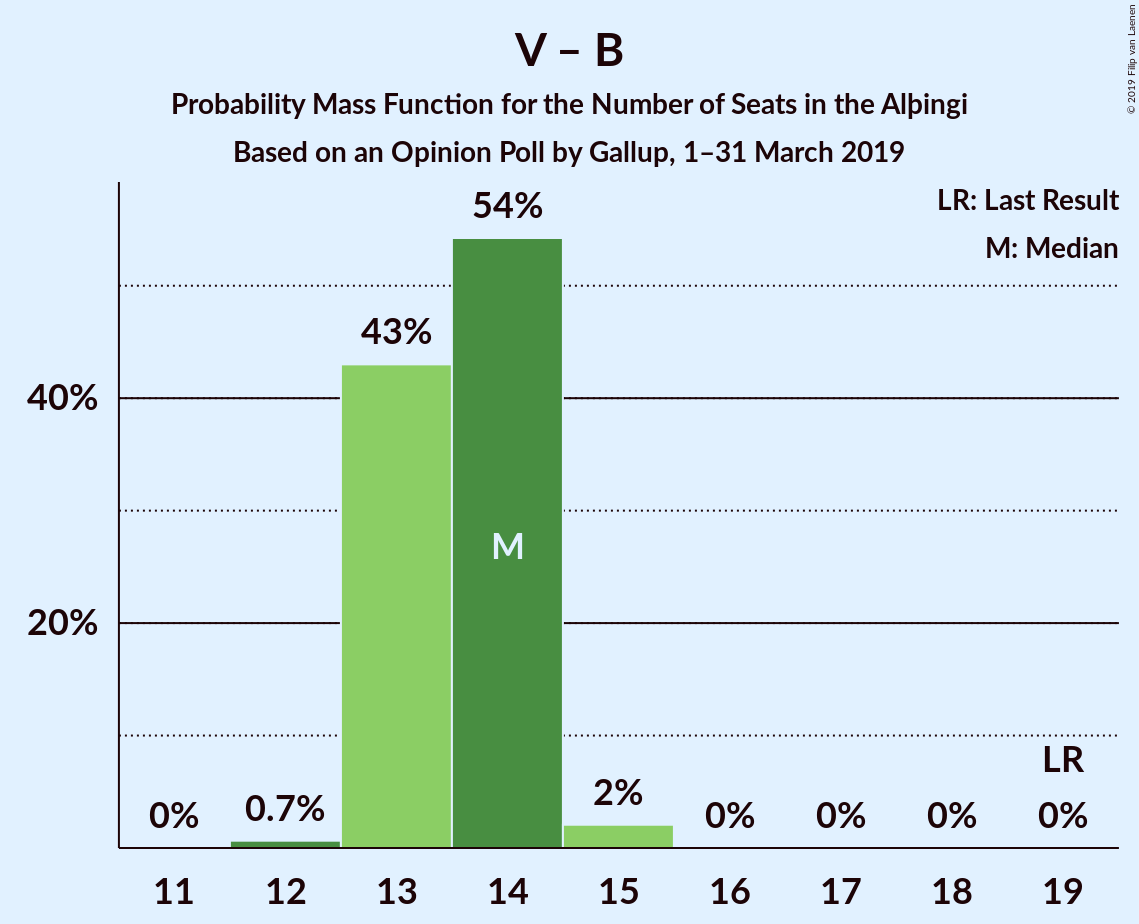 V – B
Probability Mass Function for the Number of Seats in the Alþingi
Based on an Opinion Poll by Gallup, 1–31 March 2019
© 2019 Filip van Laenen
LR: Last Result
M: Median
54%
43%
40%
M
20%
LR
0% 0.7% 2% 0% 0% 0% 0%
11 12 13 14 15 16 17 18 19